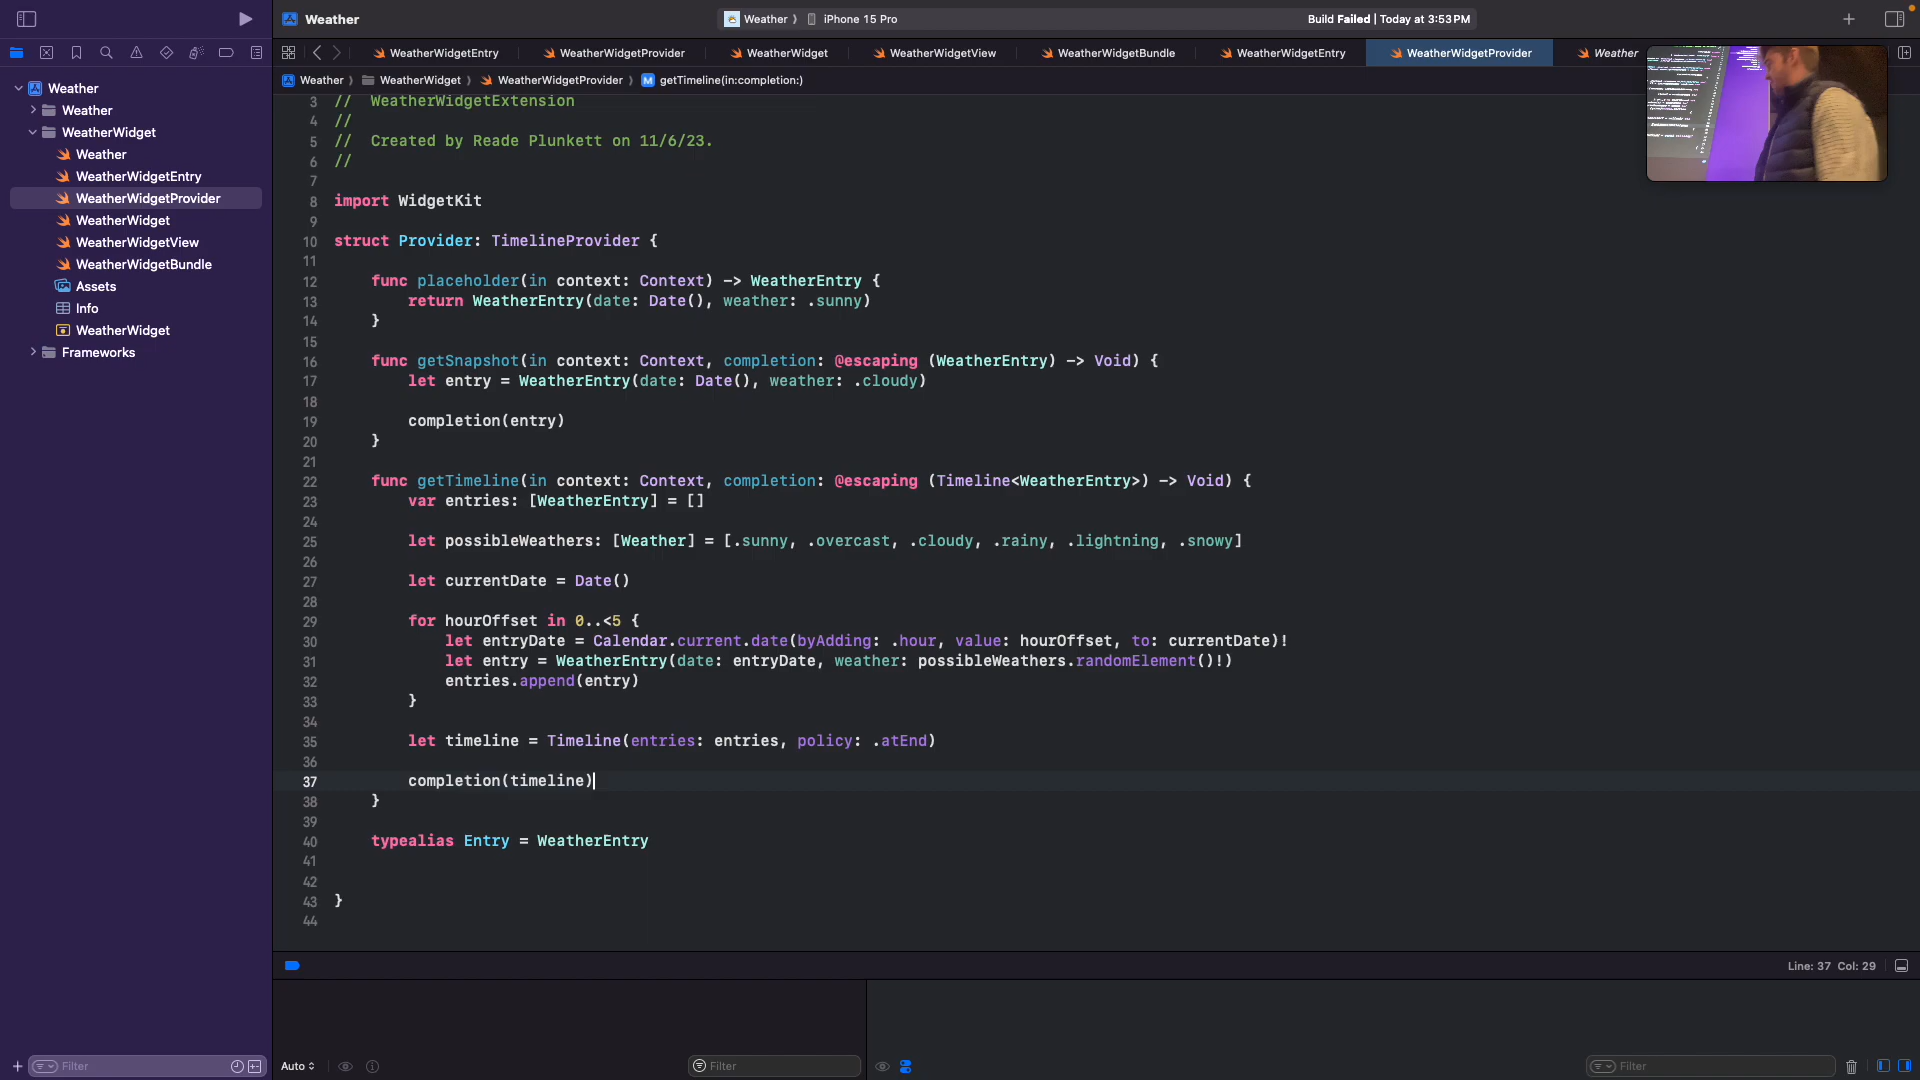 Weather
Weather
iPhone 15 Pro
Build Failed | Today at 3:53 PM
WeatherWidgetEntry
WeatherWidgetProvider
WeatherWidget
WeatherWidgetView
WeatherWidgetBundle
WeatherWidgetEntry
WeatherWidgetProvider
Weather
Weather
WeatherWidget
WeatherWidgetProvider
getTimeline(in:completion:)
Weather
Weather
WeatherWidget
Weather
WeatherWidgetEntry
WeatherWidgetProvider
WeatherWidget
WeatherWidgetView
WeatherWidgetBundle
Assets
Info
WeatherWidget
Frameworks
3 //  WeatherWidgetExtension
4 //
5 //  Created by Reade Plunkett on 11/6/23.
6 //
7
8 import WidgetKit
9
10 struct Provider: TimelineProvider {
11
12     func placeholder(in context: Context) -> WeatherEntry {
13         return WeatherEntry(date: Date(), weather: .sunny)
14     }
15
16     func getSnapshot(in context: Context, completion: @escaping (WeatherEntry) -> Void) {
17         let entry = WeatherEntry(date: Date(), weather: .cloudy)
18
19         completion(entry)
20     }
21
22     func getTimeline(in context: Context, completion: @escaping (Timeline<WeatherEntry>) -> Void) {
23         var entries: [WeatherEntry] = []
24
25         let possibleWeathers: [Weather] = [.sunny, .overcast, .cloudy, .rainy, .lightning, .snowy]
26
27         let currentDate = Date()
28
29         for hourOffset in 0..<5 {
30             let entryDate = Calendar.current.date(byAdding: .hour, value: hourOffset, to: currentDate)!
31             let entry = WeatherEntry(date: entryDate, weather: possibleWeathers.randomElement()!)
32             entries.append(entry)
33         }
34
35         let timeline = Timeline(entries: entries, policy: .atEnd)
36
37         completion(timeline)
38     }
39
40     typealias Entry = WeatherEntry
41
42
43 }
44
Line: 37 Col: 29
Filter
Auto
Filter
Filter